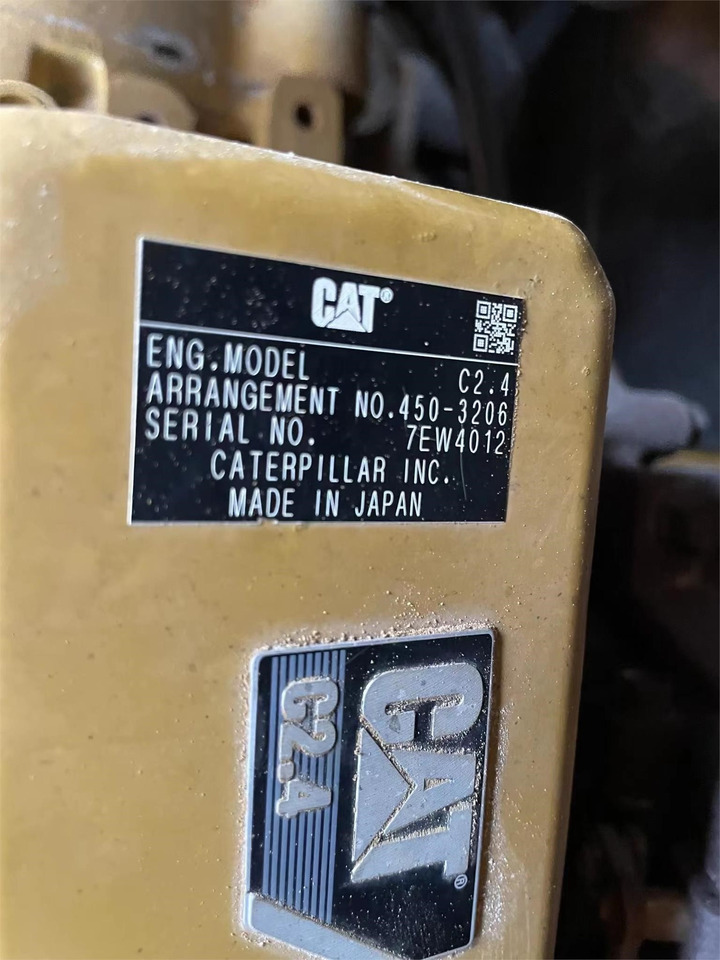 CAT®
ENG.MODEL C2.4
ARRANGEMENT NO.450-3206
SERIAL NO. 7EW4012
CATERPILLAR INC.
MADE IN JAPAN
CAT®
C2.4